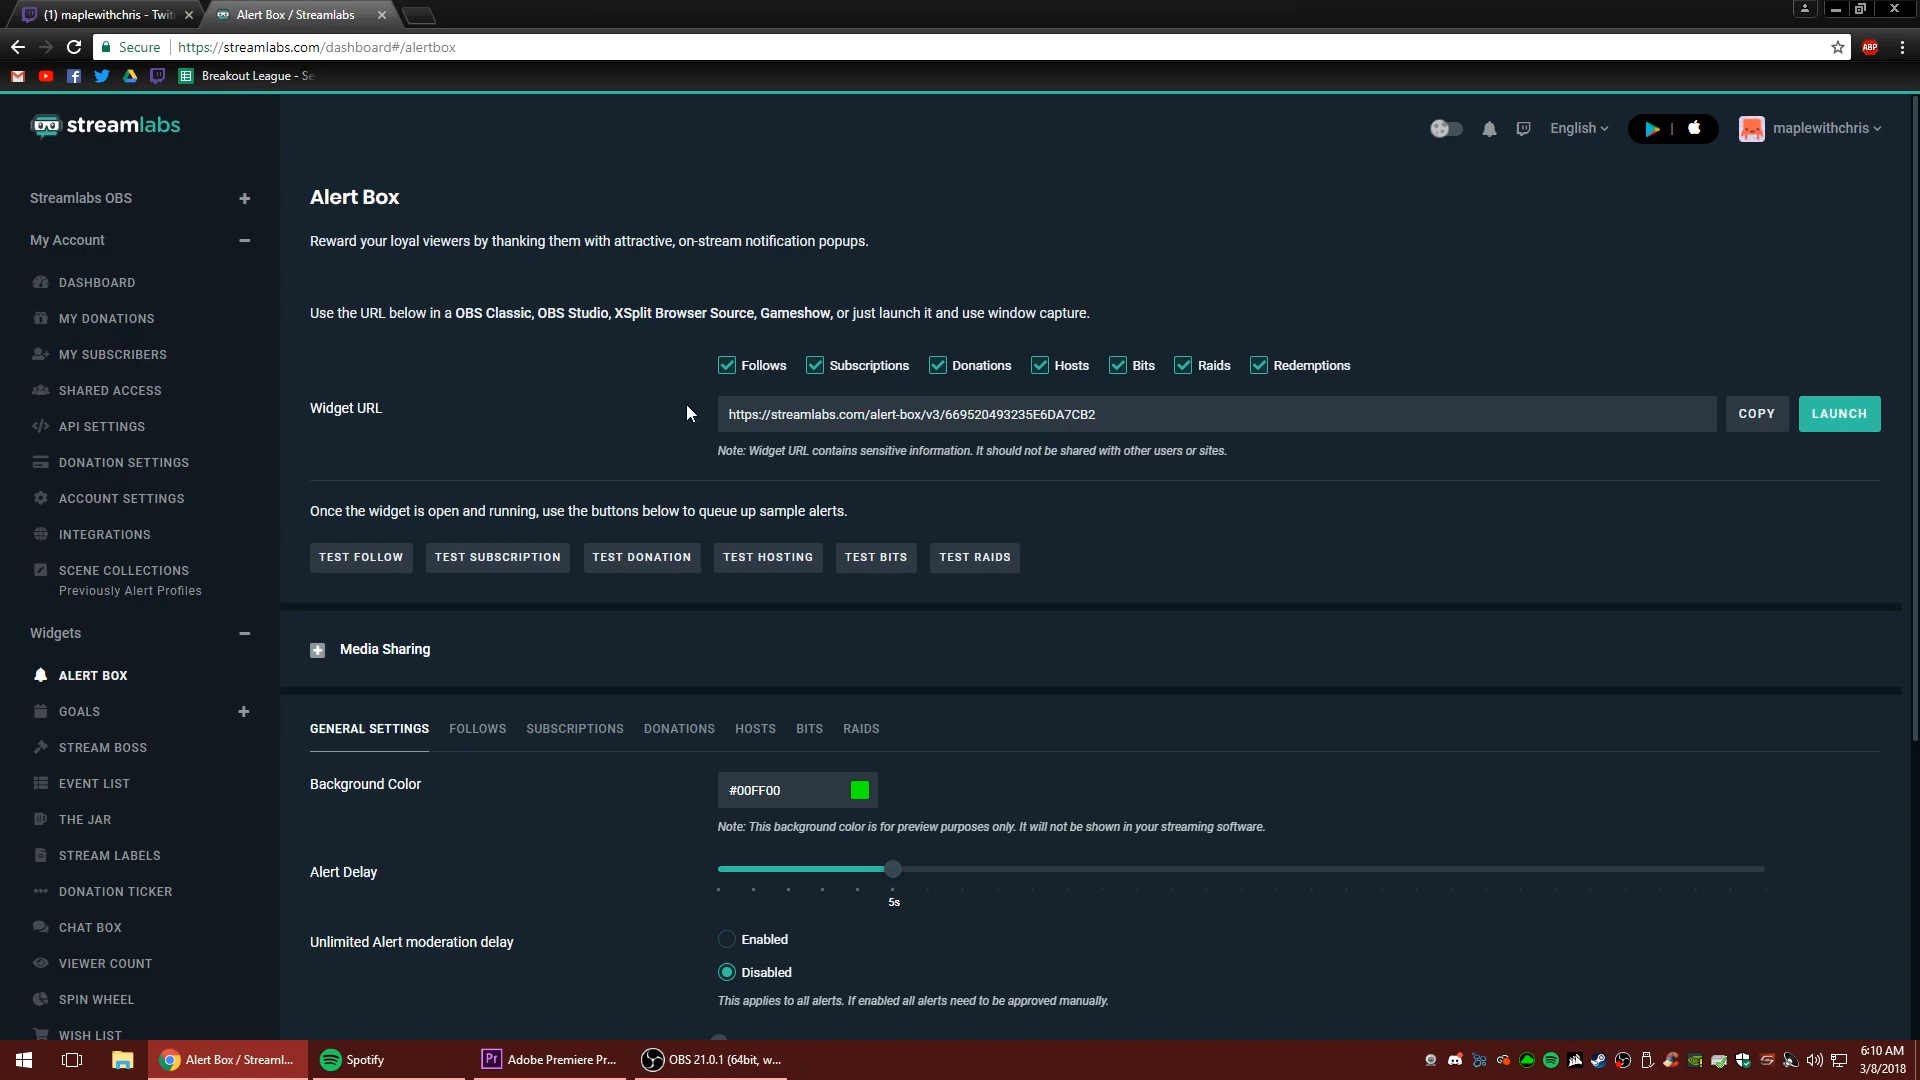 (1) maplewithchris - Twit
Alert Box / Streamlabs
Secure
https://streamlabs.com/dashboard#/alertbox
ABP
Breakout League - Se
streamlabs
English
maplewithchris
Streamlabs OBS
My Account
DASHBOARD
MY DONATIONS
MY SUBSCRIBERS
SHARED ACCESS
API SETTINGS
DONATION SETTINGS
ACCOUNT SETTINGS
INTEGRATIONS
SCENE COLLECTIONS
Previously Alert Profiles
Widgets
ALERT BOX
GOALS
STREAM BOSS
EVENT LIST
THE JAR
STREAM LABELS
DONATION TICKER
CHAT BOX
VIEWER COUNT
SPIN WHEEL
WISH LIST
Alert Box
Reward your loyal viewers by thanking them with attractive, on-stream notification popups.
Use the URL below in a OBS Classic, OBS Studio, XSplit Browser Source, Gameshow, or just launch it and use window capture.
Follows Subscriptions Donations Hosts Bits Raids Redemptions
Widget URL
https://streamlabs.com/alert-box/v3/669520493235E6DA7CB2
COPY
LAUNCH
Note: Widget URL contains sensitive information. It should not be shared with other users or sites.
Once the widget is open and running, use the buttons below to queue up sample alerts.
TEST FOLLOW TEST SUBSCRIPTION TEST DONATION TEST HOSTING TEST BITS TEST RAIDS
Media Sharing
GENERAL SETTINGS FOLLOWS SUBSCRIPTIONS DONATIONS HOSTS BITS RAIDS
Background Color
#00FF00
Note: This background color is for preview purposes only. It will not be shown in your streaming software.
Alert Delay
5s
Unlimited Alert moderation delay
Enabled
Disabled
This applies to all alerts. If enabled all alerts need to be approved manually.
Alert Box / Streaml...
Spotify
Pr
Adobe Premiere Pr...
OBS 21.0.1 (64bit, w...
6:10 AM
3/8/2018